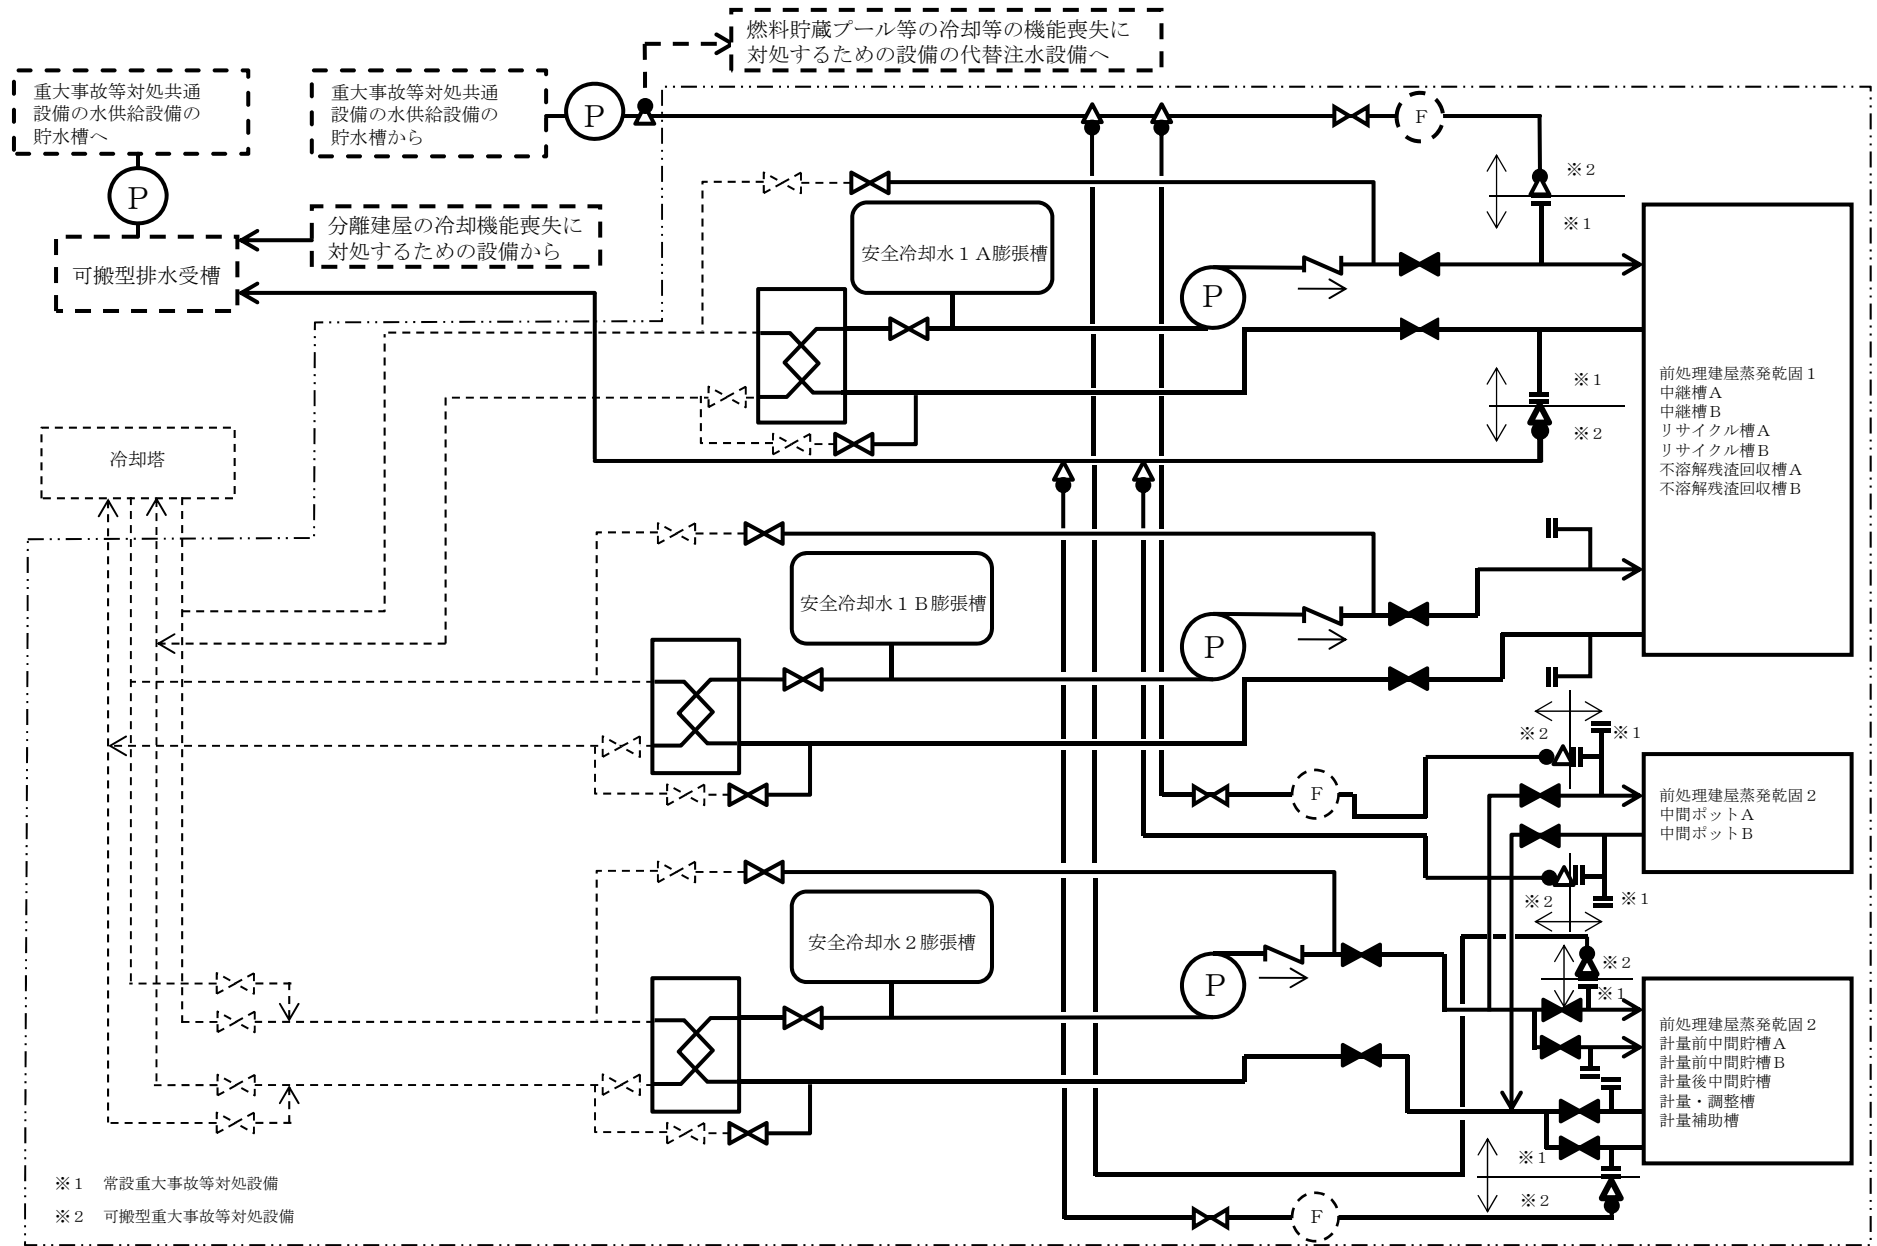 燃料貯蔵プール等の冷却等の機能喪失に
対処するための設備の代替注水設備へ
重大事故等対処共通
設備の水供給設備の
貯水槽へ
重大事故等対処共通
設備の水供給設備の
貯水槽から
P
P
F
※２
※１
分離建屋の冷却機能喪失に
対処するための設備から
可搬型排水受槽
安全冷却水１Ａ膨張槽
P
※１
※２
前処理建屋蒸発乾固１
中継槽Ａ
中継槽Ｂ
リサイクル槽Ａ
リサイクル槽Ｂ
不溶解残渣回収槽Ａ
不溶解残渣回収槽Ｂ
冷却塔
安全冷却水１Ｂ膨張槽
P
※２
※１
F
前処理建屋蒸発乾固２
中間ポットＡ
中間ポットＢ
※２
※１
安全冷却水２膨張槽
P
※２
※１
前処理建屋蒸発乾固２
計量前中間貯槽Ａ
計量前中間貯槽Ｂ
計量後中間貯槽
計量・調整槽
計量補助槽
※１
※２
F
※１　常設重大事故等対処設備
※２　可搬型重大事故等対処設備